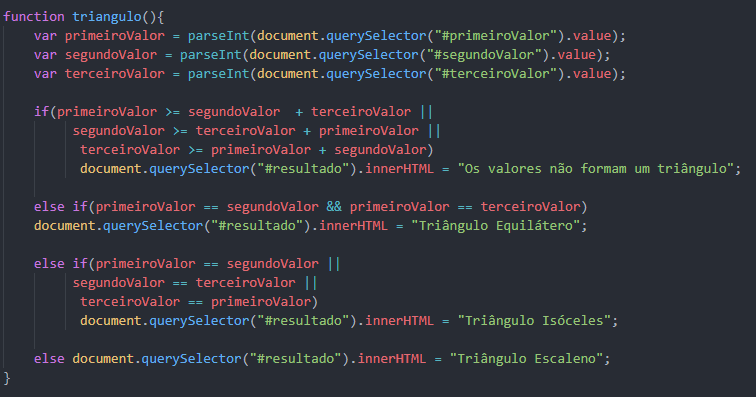 function triangulo(){
var primeiroValor = parseInt(document.querySelector("#primeiroValor").value);
var segundoValor = parseInt(document.querySelector("#segundoValor").value);
var terceiroValor = parseInt(document.querySelector("#terceiroValor").value);
if(primeiroValor >= segundoValor  + terceiroValor ||
segundoValor >= terceiroValor + primeiroValor ||
terceiroValor >= primeiroValor + segundoValor)
document.querySelector("#resultado").innerHTML = "Os valores não formam um triângulo";
else if(primeiroValor == segundoValor && primeiroValor == terceiroValor)
document.querySelector("#resultado").innerHTML = "Triângulo Equilátero";
else if(primeiroValor == segundoValor ||
segundoValor == terceiroValor ||
terceiroValor == primeiroValor)
document.querySelector("#resultado").innerHTML = "Triângulo Isóceles";
else document.querySelector("#resultado").innerHTML = "Triângulo Escaleno";
}